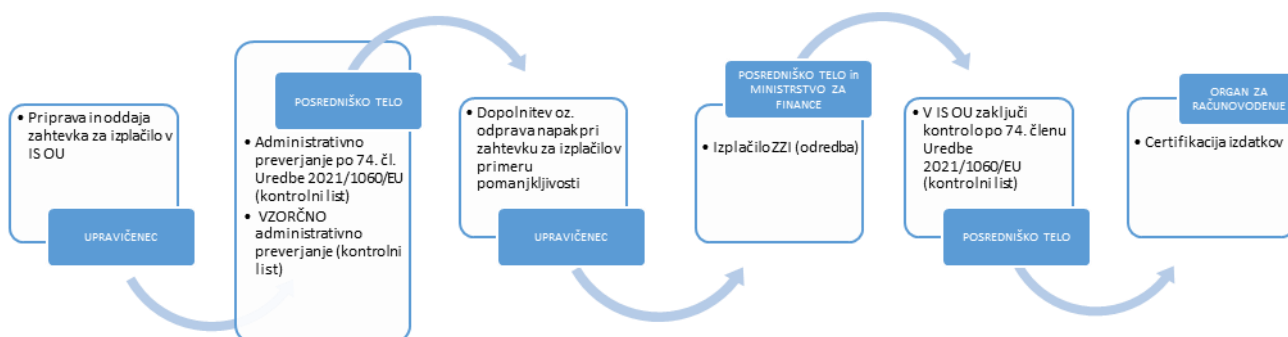 • Priprava in oddaja
zahtevka za izplačilo v
IS OU
UPRAVIČENEC
POSREDNIŠKO TELO
• Administrativno
preverjanje po 74. čl.
Uredbe 2021/1060/EU
(kontrolni list)
• VZORČNO
administrativno
preverjanje (kontrolni
list)
• Dopolnitev oz.
odprava napak pri
zahtevku za izplačilo v
primeru
pomanjkljivosti
UPRAVIČENEC
POSREDNIŠKO TELO in
MINISTRSTVO ZA
FINANCE
• Izplačilo ZZI (odredba)
• V IS OU zaključi
kontrolo po 74. členu
Uredbe
2021/1060/EU
(kontrolni list)
POSREDNIŠKO TELO
ORGAN ZA
RAČUNOVODENJE
• Certifikacija izdatkov